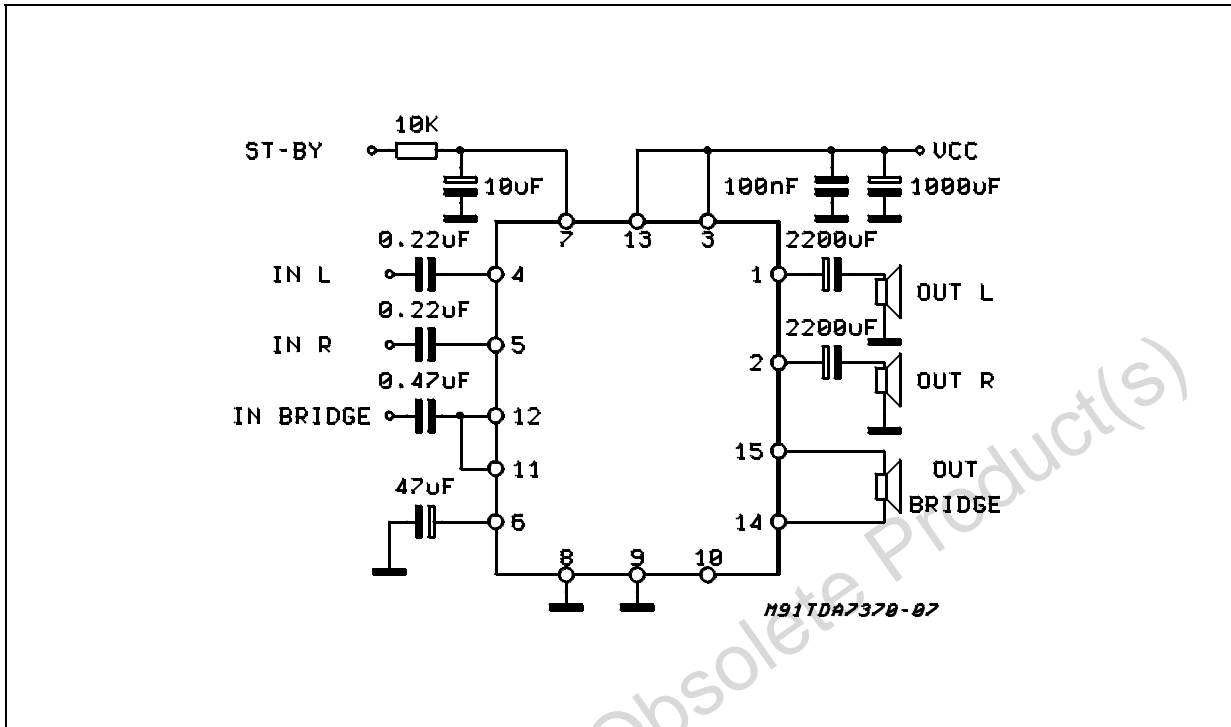 10K
ST-BY
VCC
10uF
100nF
1000uF
7
13
3
0.22uF
2200uF
IN L
4
1
OUT L
0.22uF
2200uF
IN R
5
2
OUT R
0.47uF
IN BRIDGE
12
15
OUT
BRIDGE
11
47uF
6
14
8
9
10
M91TDA7370-07
Obsolete Product(s)